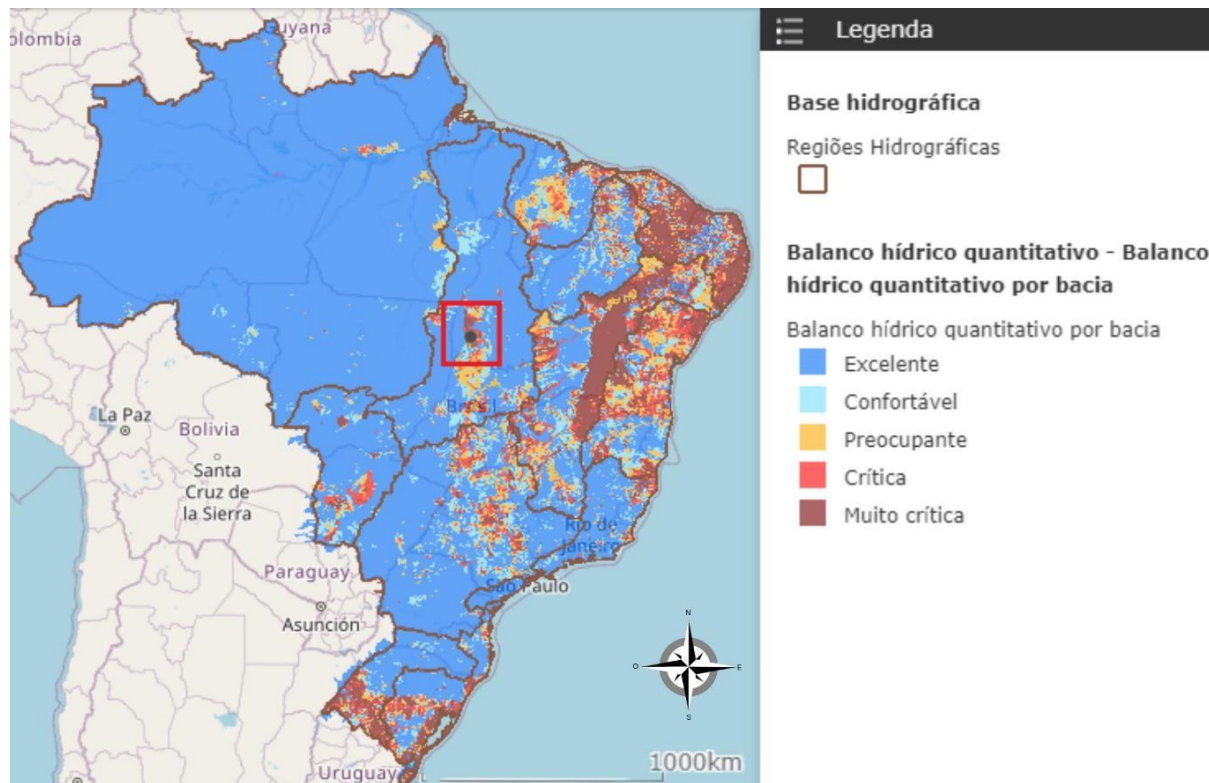 olombia
uyana
La Paz
Bolivia
Santa
Cruz de
la Sierra
Brasil
Rio de
Janeiro
São Paulo
Paraguay
Asunción
Uruguay
N
O
E
S
1000km
Legenda
Base hidrográfica
Regiões Hidrográficas
Balanco hídrico quantitativo - Balanco
hídrico quantitativo por bacia
Balanco hídrico quantitativo por bacia
Excelente
Confortável
Preocupante
Crítica
Muito crítica